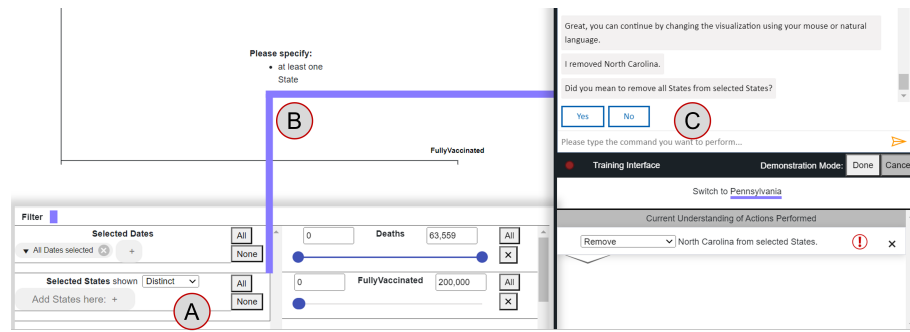 Please specify:
• at least one
State
B
FullyVaccinated
Filter
Selected Dates
All
▾ All Dates selected × +
None
0 Deaths 63,559 All
×
Selected States shown Distinct
All
Add States here: +
None
A
0 FullyVaccinated 200,000 All
×
Great, you can continue by changing the visualization using your mouse or natural
language.
I removed North Carolina.
Did you mean to remove all States from selected States?
Yes No
C
Please type the command you want to perform...
Training Interface Demonstration Mode: Done Cance
Switch to Pennsylvania
Current Understanding of Actions Performed
Remove North Carolina from selected States. ! ×